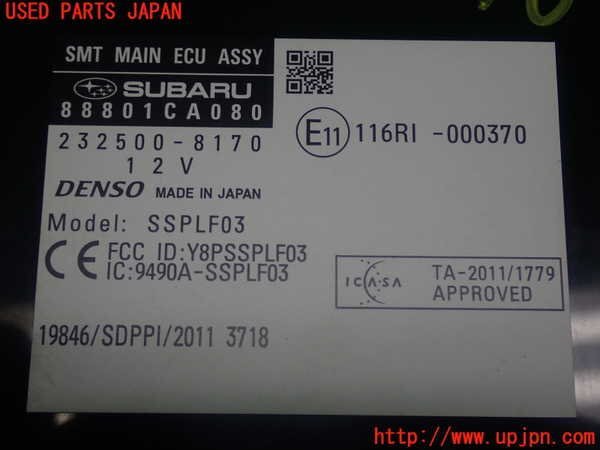 USED PARTS JAPAN
SMT MAIN ECU ASSY
SUBARU
88801CA080
232500-8170
12V
DENSO MADE IN JAPAN
E11 116RI -000370
Model: SSPLF03
CE FCC ID:Y8PSSPLF03
IC:9490A-SSPLF03
ICASA TA-2011/1779
APPROVED
19846/SDPPI/2011 3718
http://www.upjpn.com/